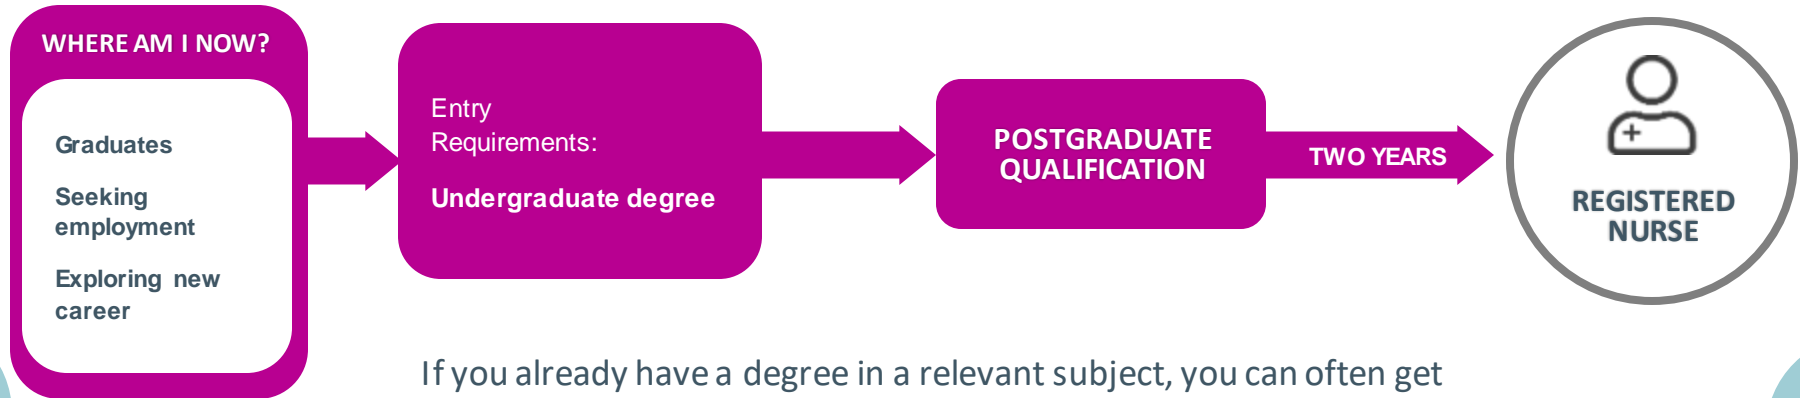 WHERE AM I NOW?
Graduates
Seeking
employment
Exploring new
career
Entry
Requirements:
Undergraduate degree
POSTGRADUATE
QUALIFICATION
TWO YEARS
REGISTERED
NURSE
If you already have a degree in a relevant subject, you can often get